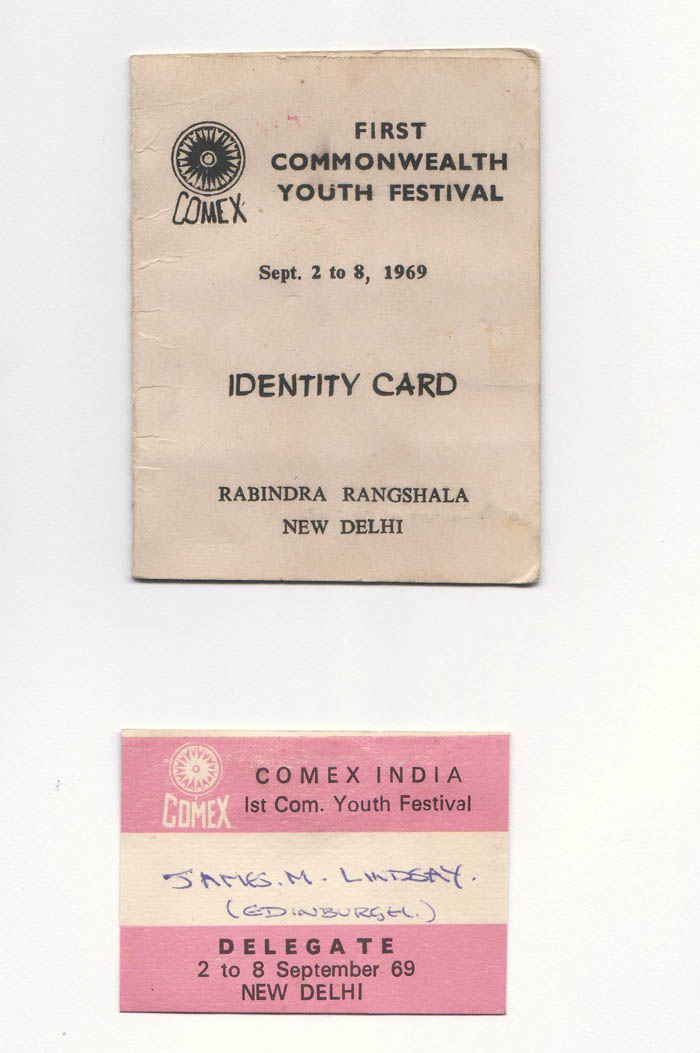 FIRST
COMMONWEALTH
YOUTH FESTIVAL
COMEX
Sept. 2 to 8, 1969
IDENTITY CARD
RABINDRA RANGSHALA
NEW DELHI
COMEX INDIA
Ist Com. Youth Festival
COMEX
JAMES. M. LINDSAY.
(EDINBURGH.)
DELEGATE
2 to 8 September 69
NEW DELHI